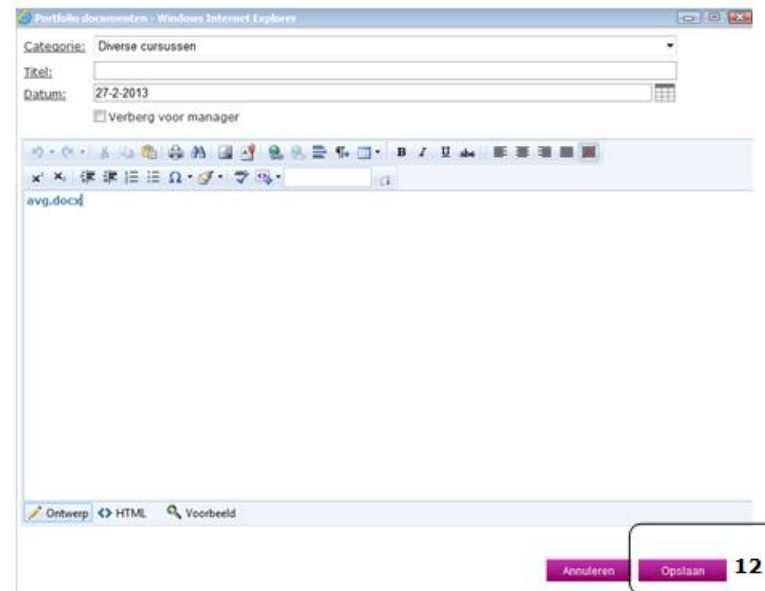 Portfolio documenten - Windows Internet Explorer
Categorie: Diverse cursussen
Titel:
Datum: 27-2-2013
Verberg voor manager
B I U abc
avg.docx
Ontwerp HTML Voorbeeld
Annuleren Opslaan 12